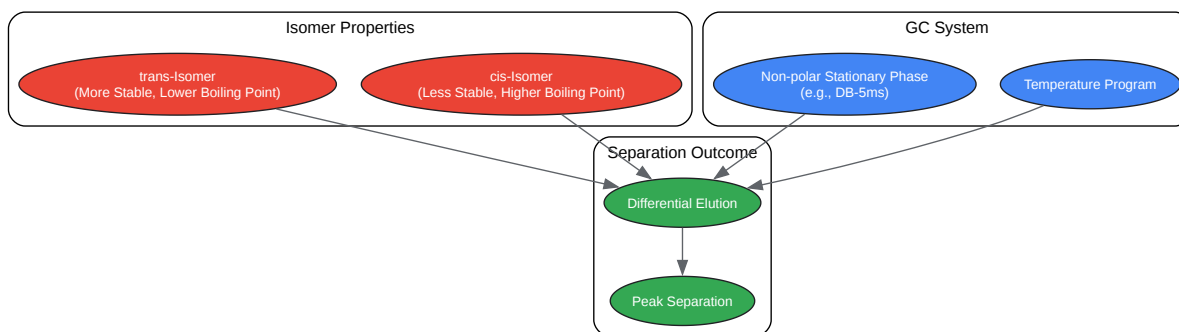 Isomer Properties
GC System
trans-Isomer
(More Stable, Lower Boiling Point)
cis-Isomer
(Less Stable, Higher Boiling Point)
Non-polar Stationary Phase
(e.g., DB-5ms)
Temperature Program
Separation Outcome
Differential Elution
Peak Separation